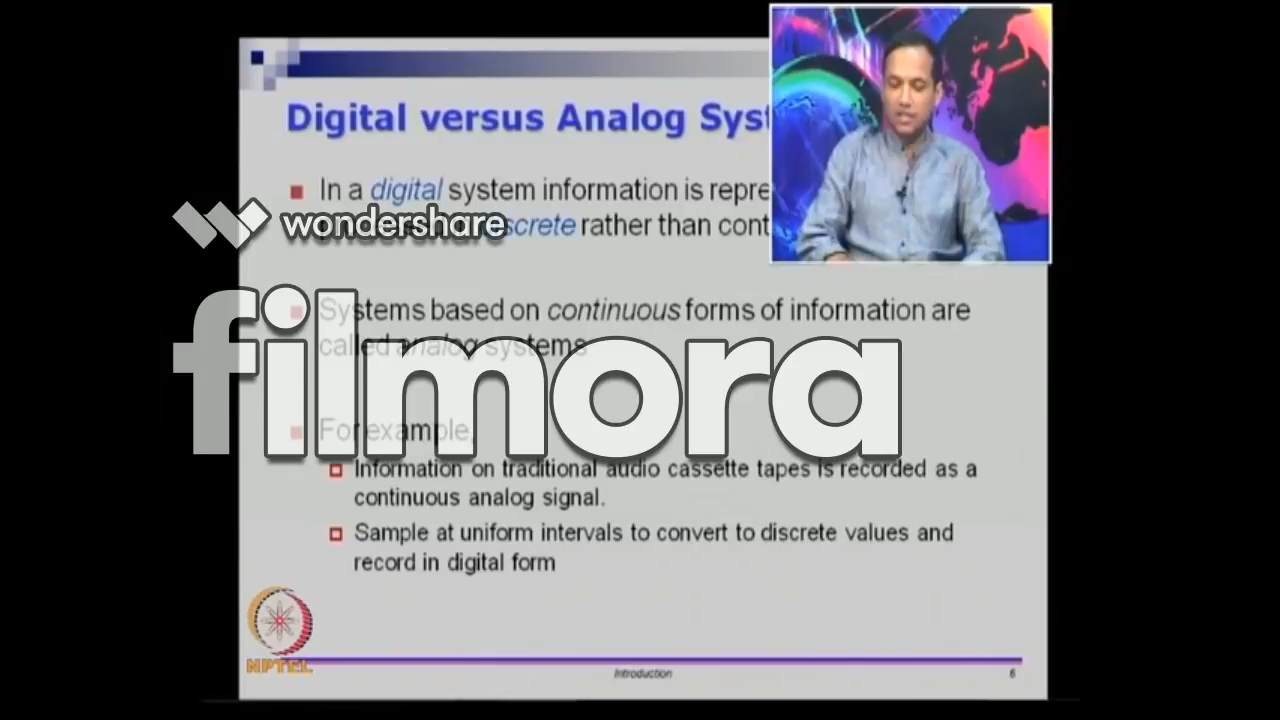 Digital versus Analog Syst
In a digital system information is repre
screte rather than cont
wondershare
Systems based on continuous forms of information are
called analog systems
filmora
For example,
Information on traditional audio cassette tapes is recorded as a
continuous analog signal.
Sample at uniform intervals to convert to discrete values and
record in digital form
NPTEL
Introduction
6